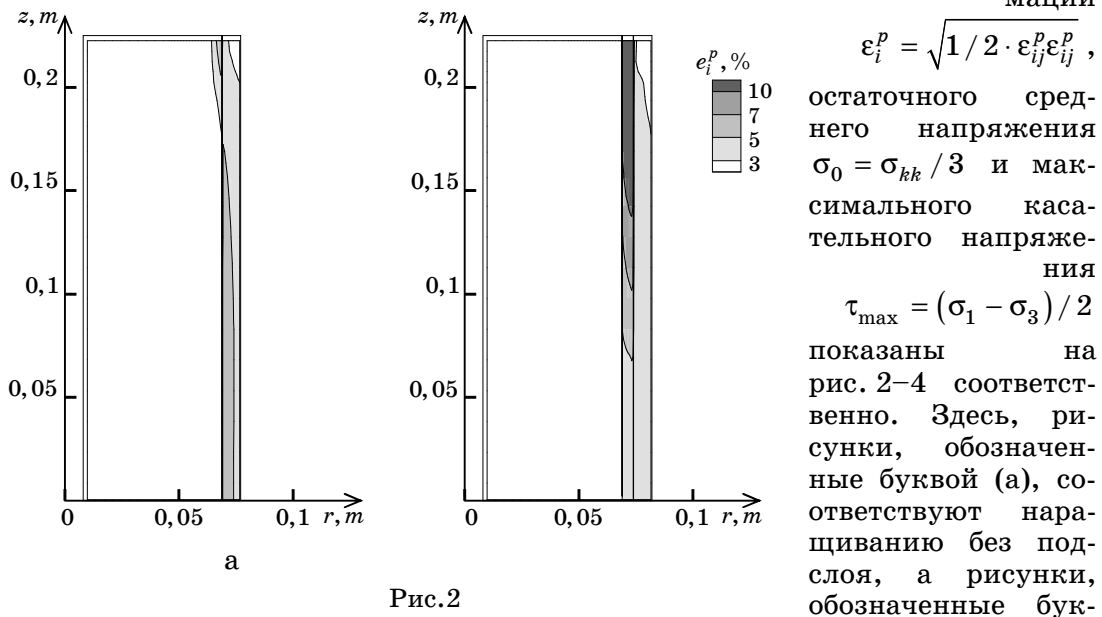 z, m
0,2
0,15
0,1
0,05
0
0,05
0,1 r, m
а
z, m
0,2
0,15
0,1
0,05
0
0,05
0,1 r, m
e_i^p, %
10
7
5
3
Рис.2
мации
ε_i^p = √(1 / 2 · ε_ij^p ε_ij^p) ,
остаточного сред-
него напряжения
σ_0 = σ_kk / 3 и мак-
симального каса-
тельного напряже-
ния
τ_max = (σ_1 − σ_3) / 2
показаны на
рис. 2–4 соответст-
венно. Здесь, ри-
сунки, обозначен-
ные буквой (а), со-
ответствуют нара-
щиванию без под-
слоя, а рисунки,
обозначенные бук-